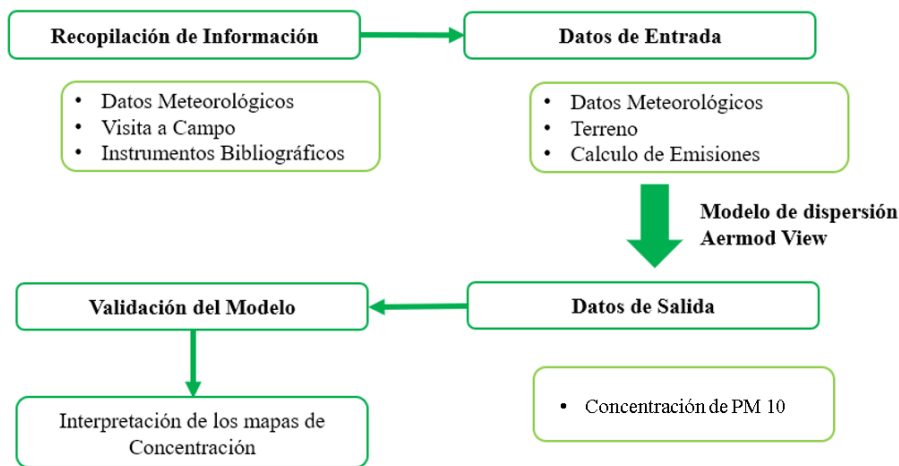 Recopilación de Información
Datos de Entrada
• Datos Meteorológicos
• Visita a Campo
• Instrumentos Bibliográficos
• Datos Meteorológicos
• Terreno
• Calculo de Emisiones
Modelo de dispersión
Aermod View
Validación del Modelo
Datos de Salida
Interpretación de los mapas de
Concentración
• Concentración de PM 10